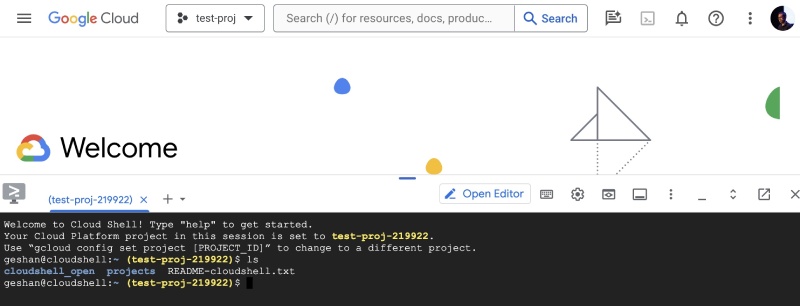 Google Cloud
test-proj
Search (/) for resources, docs, produc...
Search
Welcome
(test-proj-219922)
Open Editor
Welcome to Cloud Shell! Type "help" to get started.
Your Cloud Platform project in this session is set to test-proj-219922.
Use “gcloud config set project [PROJECT_ID]” to change to a different project.
geshan@cloudshell:~ (test-proj-219922)$ ls
cloudshell_open  projects  README-cloudshell.txt
geshan@cloudshell:~ (test-proj-219922)$